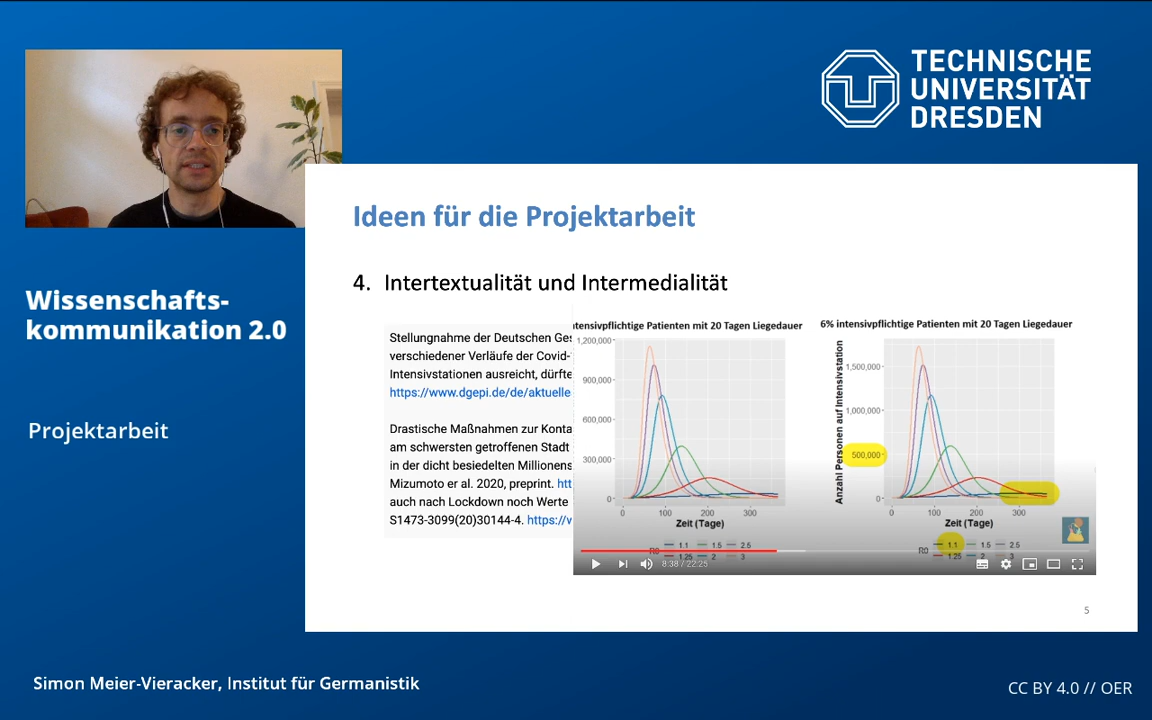 TECHNISCHE
UNIVERSITÄT
DRESDEN
Wissenschafts-
kommunikation 2.0
Projektarbeit
Ideen für die Projektarbeit
4. Intertextualität und Intermedialität
Stellungnahme der Deutschen Ges
verschiedener Verläufe der Covid-
Intensivstationen ausreicht, dürfte
https://www.dgepi.de/de/aktuelle
Drastische Maßnahmen zur Konta
am schwersten getroffenen Stadt
in der dicht besiedelten Millionens
Mizumoto er al. 2020, preprint. htt
auch nach Lockdown noch Werte
S1473-3099(20)30144-4. https://v
ntensivpflichtige Patienten mit 20 Tagen Liegedauer
1,200,000
900,000
600,000
300,000
0
0 100 200 300
Zeit (Tage)
R0 1.1 1.5 2.5
1.25 2 3
6% intensivpflichtige Patienten mit 20 Tagen Liegedauer
Anzahl Personen auf Intensivstation
1,500,000
1,000,000
500,000
0
0 100 200 300
Zeit (Tage)
R0 1.1 1.5 2.5
1.25 2 3
8:38 / 22:25
5
Simon Meier-Vieracker, Institut für Germanistik
CC BY 4.0 // OER